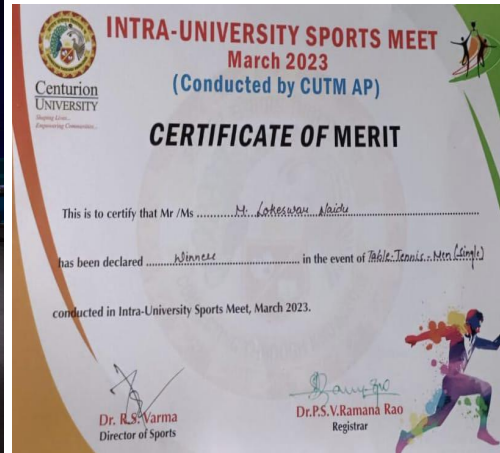 INTRA-UNIVERSITY SPORTS MEET
March 2023
(Conducted by CUTM AP)
Centurion
UNIVERSITY
Shaping Lives...
Empowering Communities...
CERTIFICATE OF MERIT
This is to certify that Mr /Ms M. Lokeswau Naidu
has been declared Winner in the event of Table-Tennis-Men (Single)
conducted in Intra-University Sports Meet, March 2023.
Dr. R.S. Varma
Director of Sports
Dr.P.S.V.Ramana Rao
Registrar